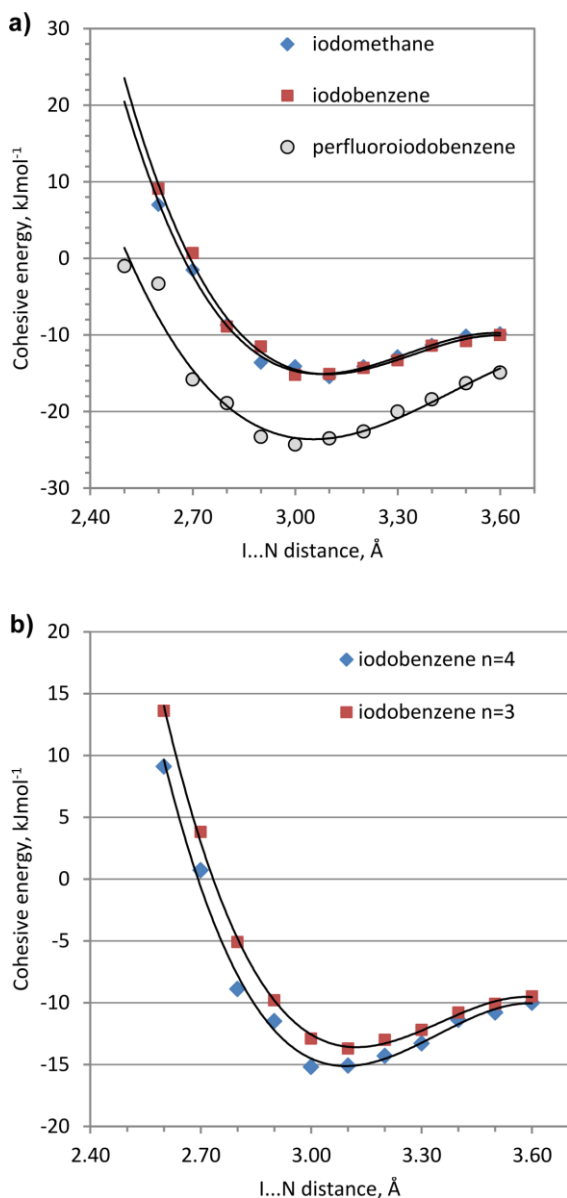 a)
30
20
10
0
-10
-20
-30
Cohesive energy, kJmol⁻¹
iodomethane
iodobenzene
perfluoroiodobenzene
2,40 2,70 3,00 3,30 3,60
I...N distance, Å
b)
20
15
10
5
0
-5
-10
-15
-20
Cohesive energy, kJmol⁻¹
iodobenzene n=4
iodobenzene n=3
2.40 2.70 3.00 3.30 3.60
I...N distance, Å